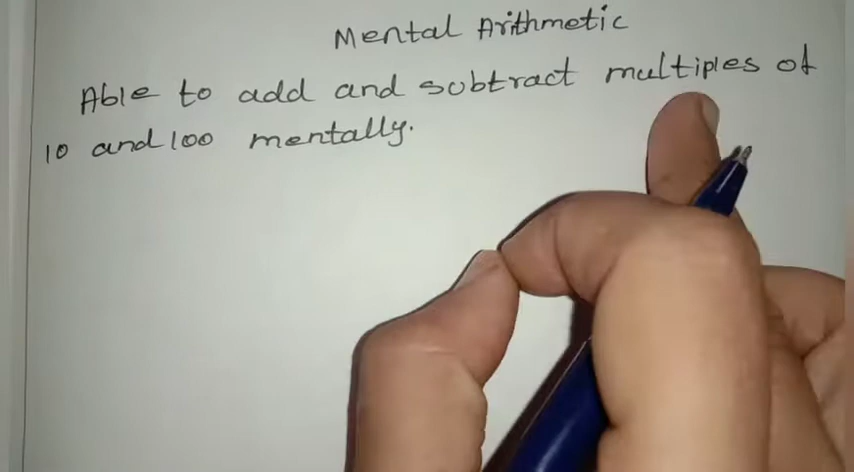 Mental Arithmetic
Able to add and subtract multiples of
10 and 100 mentally.